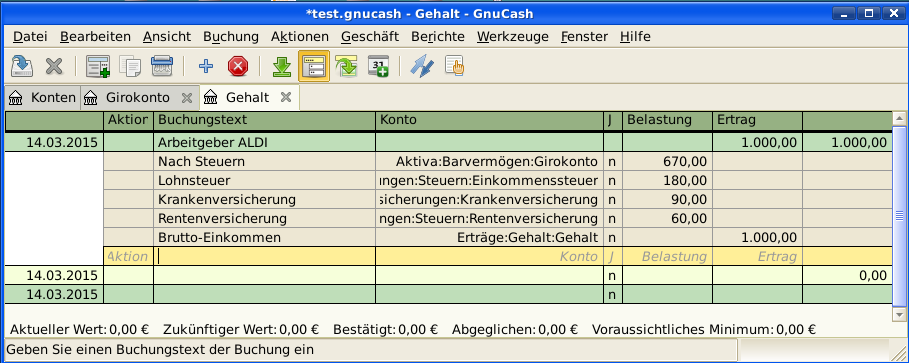 *test.gnucash - Gehalt - GnuCash
Datei Bearbeiten Ansicht Buchung Aktionen Geschäft Berichte Werkzeuge Fenster Hilfe
31
Konten Girokonto Gehalt
Aktion Buchungstext Konto J Belastung Ertrag
14.03.2015 Arbeitgeber ALDI 1.000,00 1.000,00
Nach Steuern Aktiva:Barvermögen:Girokonto n 670,00
Lohnsteuer ngen:Steuern:Einkommenssteuer n 180,00
Krankenversicherung sicherungen:Krankenversicherung n 90,00
Rentenversicherung ngen:Steuern:Rentenversicherung n 60,00
Brutto-Einkommen Erträge:Gehalt:Gehalt n 1.000,00
Aktion Konto J Belastung Ertrag
14.03.2015 n 0,00
14.03.2015 n
Aktueller Wert: 0,00 € Zukünftiger Wert: 0,00 € Bestätigt: 0,00 € Abgeglichen: 0,00 € Voraussichtliches Minimum: 0,00 €
Geben Sie einen Buchungstext der Buchung ein